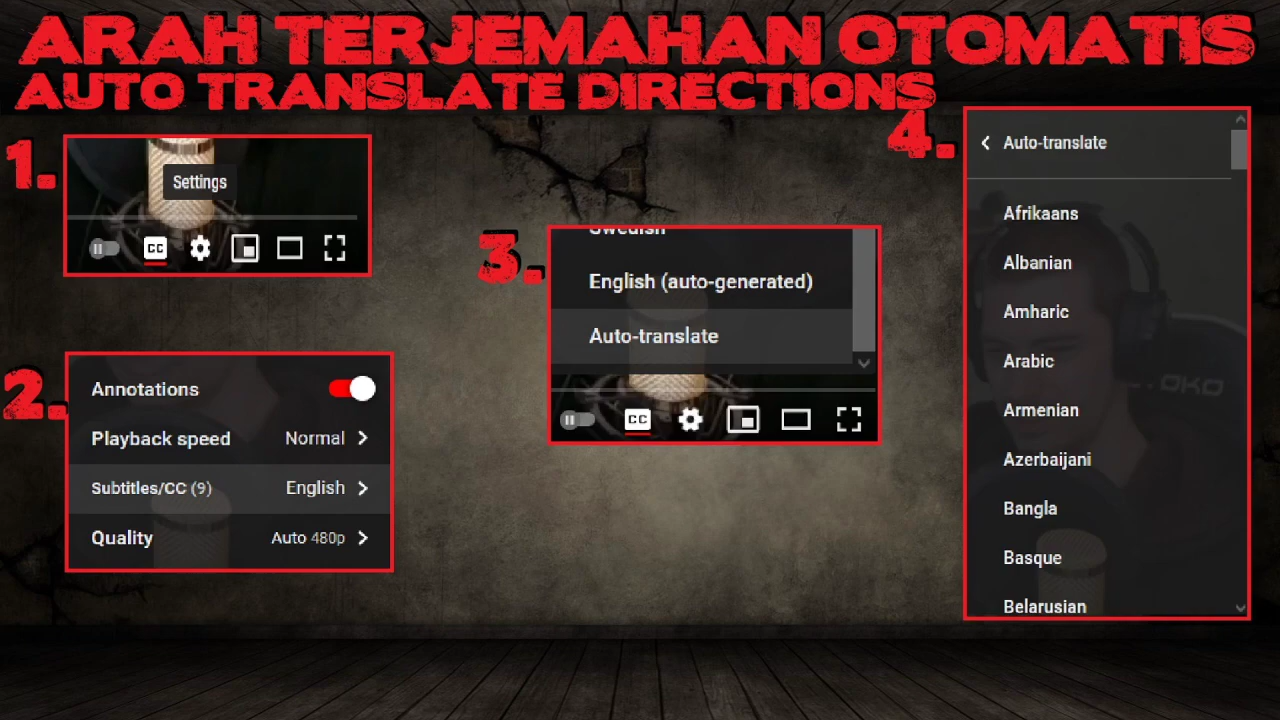 ARAH TERJEMAHAN OTOMATIS
AUTO TRANSLATE DIRECTIONS
1.
Settings
CC
2.
Annotations
Playback speed Normal
Subtitles/CC (9) English
Quality Auto 480p
3.
Swedish
English (auto-generated)
Auto-translate
CC
4.
Auto-translate
Afrikaans
Albanian
Amharic
Arabic
Armenian
Azerbaijani
Bangla
Basque
Belarusian